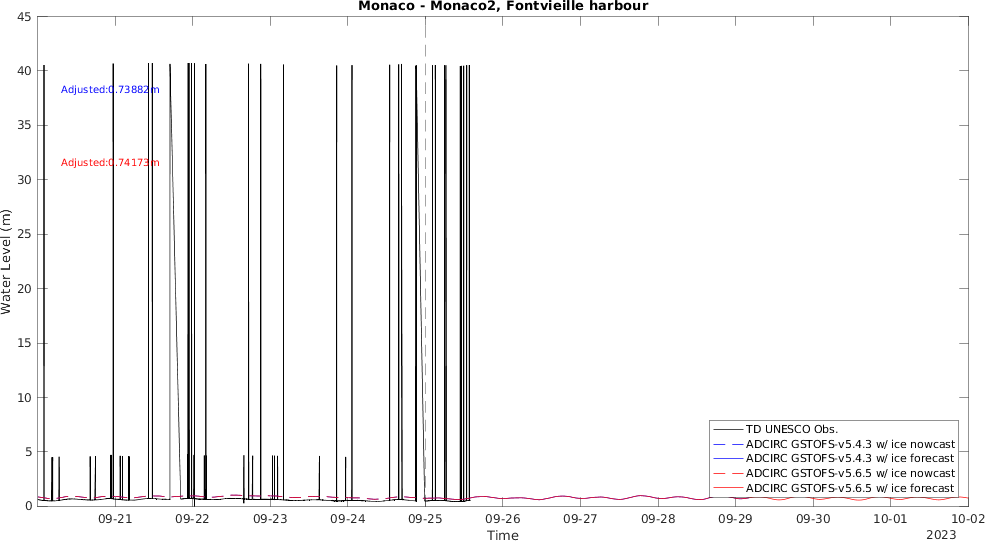 Monaco - Monaco2, Fontvieille harbour
45
40
35
30
25
20
15
10
5
0
Water Level (m)
Adjusted:0.73882m
Adjusted:0.74173m
TD UNESCO Obs.
ADCIRC GSTOFS-v5.4.3 w/ ice nowcast
ADCIRC GSTOFS-v5.4.3 w/ ice forecast
ADCIRC GSTOFS-v5.6.5 w/ ice nowcast
ADCIRC GSTOFS-v5.6.5 w/ ice forecast
09-21 09-22 09-23 09-24 09-25 09-26 09-27 09-28 09-29 09-30 10-01 10-02
Time
2023